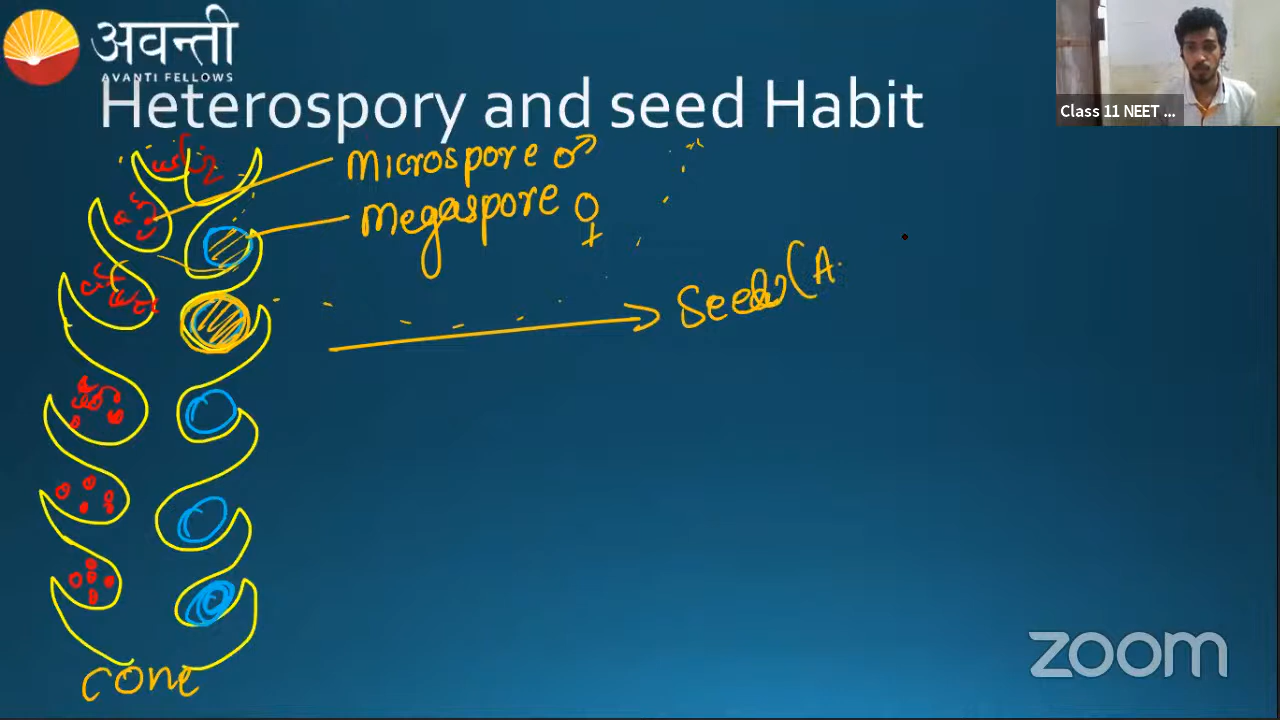 अवन्ती
AVANTI FELLOWS
Heterospory and seed Habit
Class 11 NEET ...
Microspore ♂
Megaspore ♀
Seed (A
cone
zoom